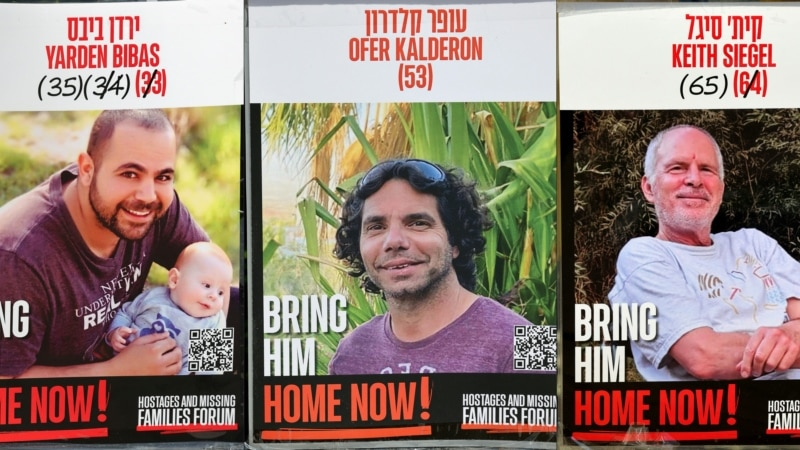 ירדן ביבס
YARDEN BIBAS
(35)(34)(33)
NG
ME NOW!
HOSTAGES AND MISSING
FAMILIES FORUM
עופר קלדרון
OFER KALDERON
(53)
BRING
HIM
HOME NOW!
HOSTAGES AND MISSING
FAMILIES FORUM
קית' סיגל
KEITH SIEGEL
(65)(64)
BRING
HIM
HOME NOW!
HOSTAG
FAMILI